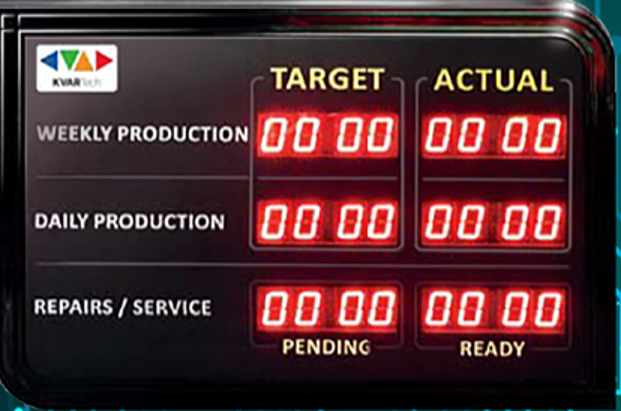 KVARTech
TARGET ACTUAL
WEEKLY PRODUCTION 00 00 00 00
DAILY PRODUCTION 00 00 00 00
REPAIRS / SERVICE 00 00 00 00
PENDING READY